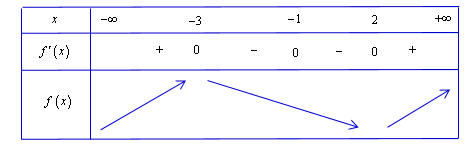 x −∞ −3 −1 2 +∞
f'(x) + 0 − 0 − 0 +
f(x)